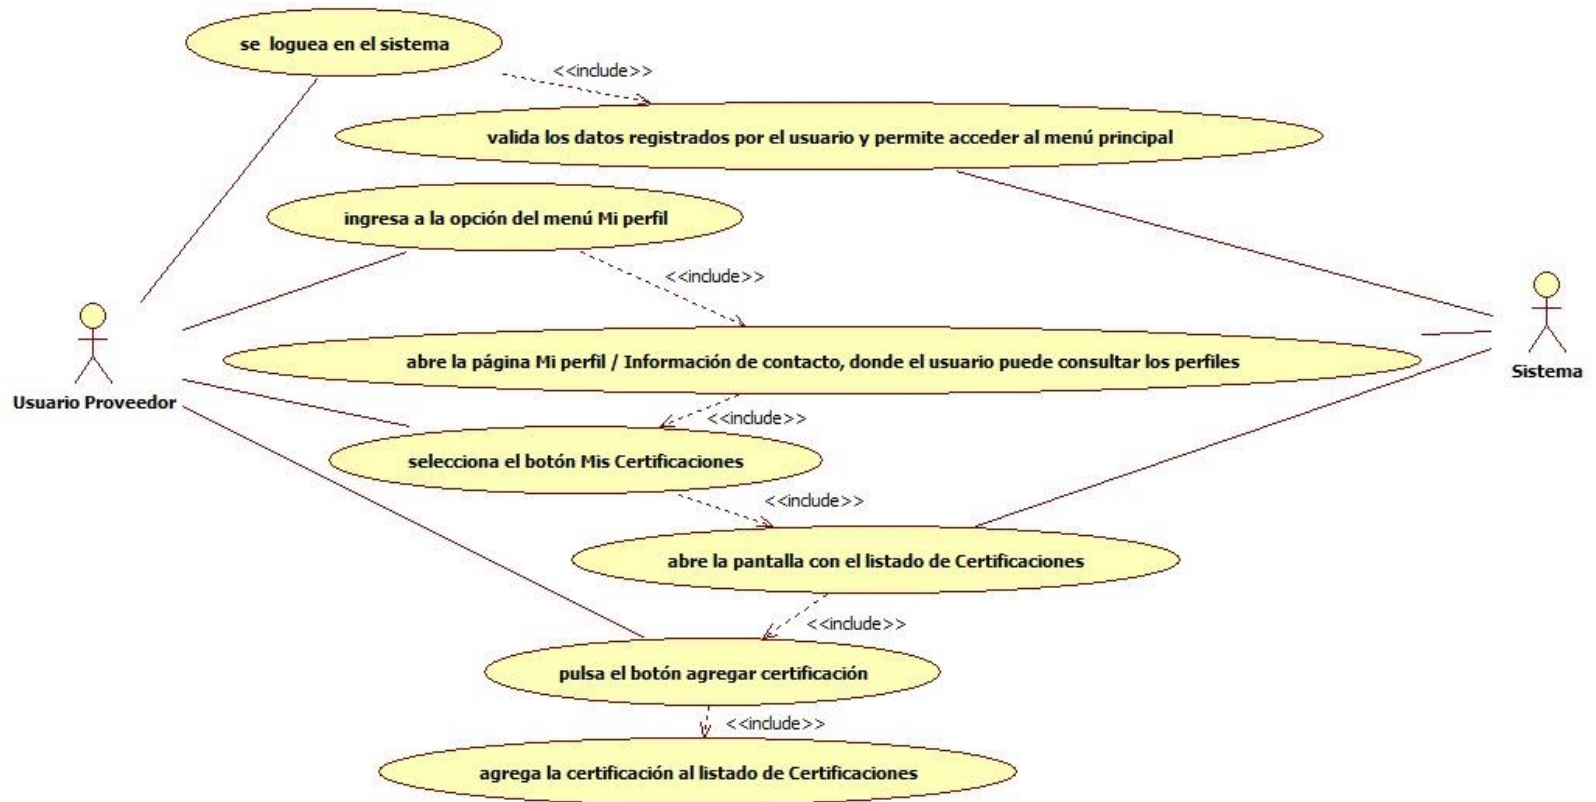 se loguea en el sistema
<<include>>
valida los datos registrados por el usuario y permite acceder al menú principal
ingresa a la opción del menú Mi perfil
<<include>>
abre la página Mi perfil / Información de contacto, donde el usuario puede consultar los perfiles
Sistema
Usuario Proveedor
<<include>>
selecciona el botón Mis Certificaciones
<<include>>
abre la pantalla con el listado de Certificaciones
<<include>>
pulsa el botón agregar certificación
<<include>>
agrega la certificación al listado de Certificaciones